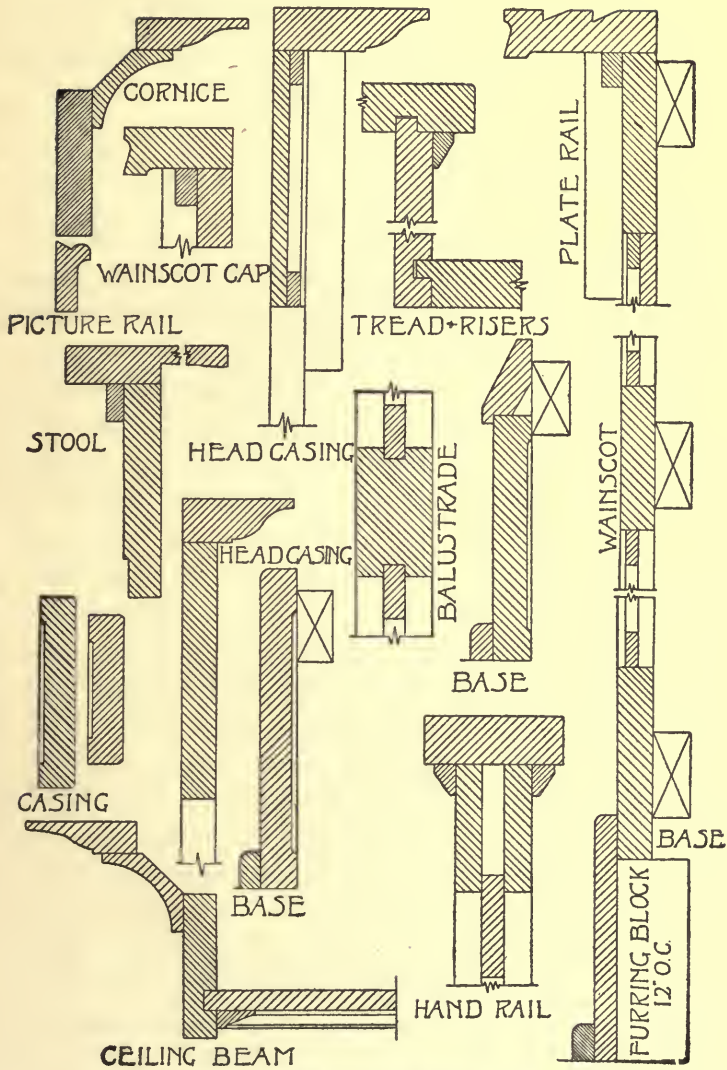 CORNICE
WAINSCOT CAP
PICTURE RAIL
TREAD+RISERS
PLATE RAIL
STOOL
HEAD CASING
BALUSTRADE
WAINSCOT
HEAD CASING
BASE
CASING
BASE
BASE
FURRING BLOCK
12" O.C.
HAND RAIL
CEILING BEAM